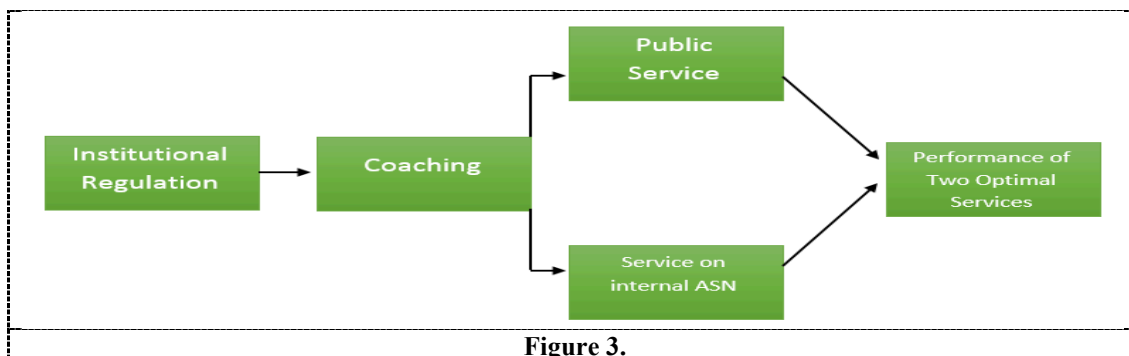 Public
Service
Institutional
Regulation
Coaching
Performance of
Two Optimal
Services
Service on
internal ASN
Figure 3.